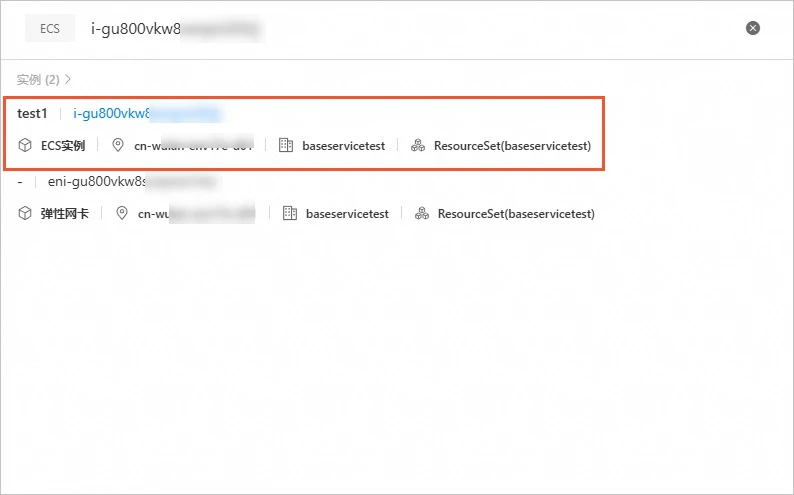 ECS i-gu800vkw8
实例 (2) >
test1 i-gu800vkw8
ECS实例 baseservicetest ResourceSet(baseservicetest)
- eni-gu800vkw8s
弹性网卡 cn-wu baseservicetest ResourceSet(baseservicetest)